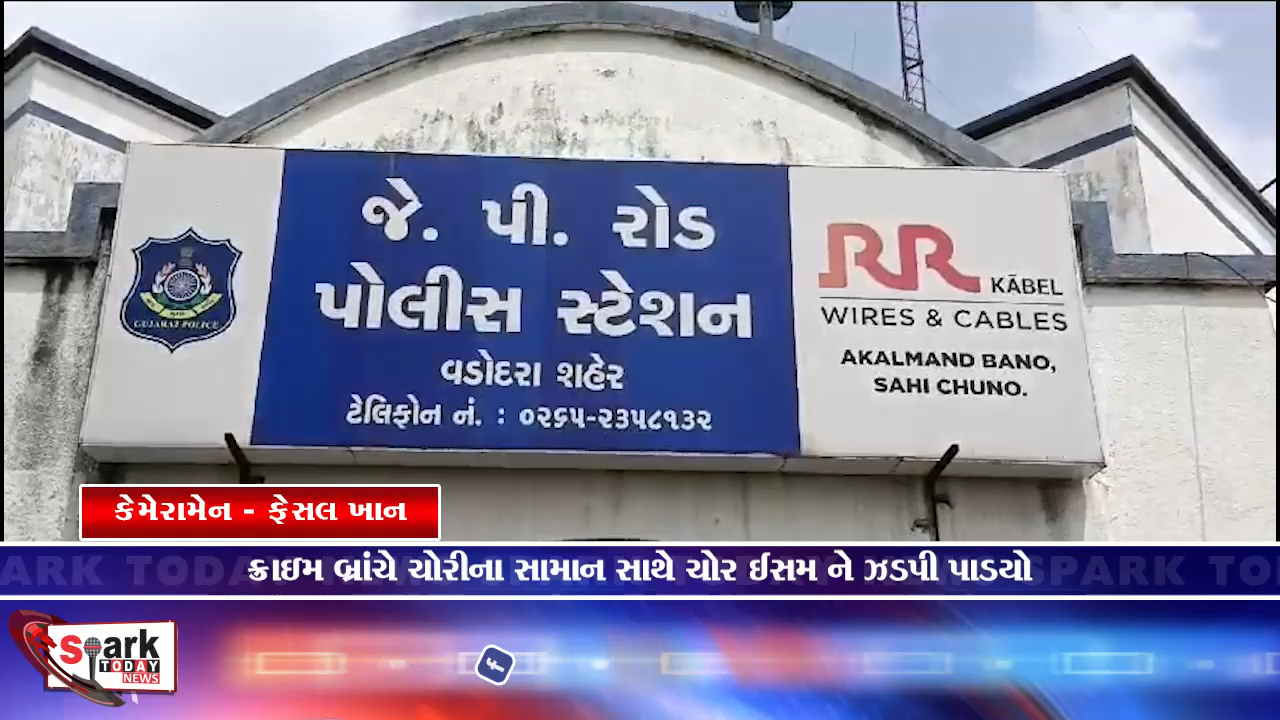 જે. પી. રોડ
પોલીસ સ્ટેશન
વડોદરા શહેર
ટેલિફોન નં. : ૦૨૬૫-૨૩૫૮૧૩૨
GUJARAT POLICE
RR KĀBEL
WIRES & CABLES
AKALMAND BANO,
SAHI CHUNO.
કેમેરામેન - ફેસલ ખાન
ક્રાઇમ બ્રાંચે ચોરીના સામાન સાથે ચોર ઈસમ ને ઝડપી પાડયો
Spark
TODAY
NEWS